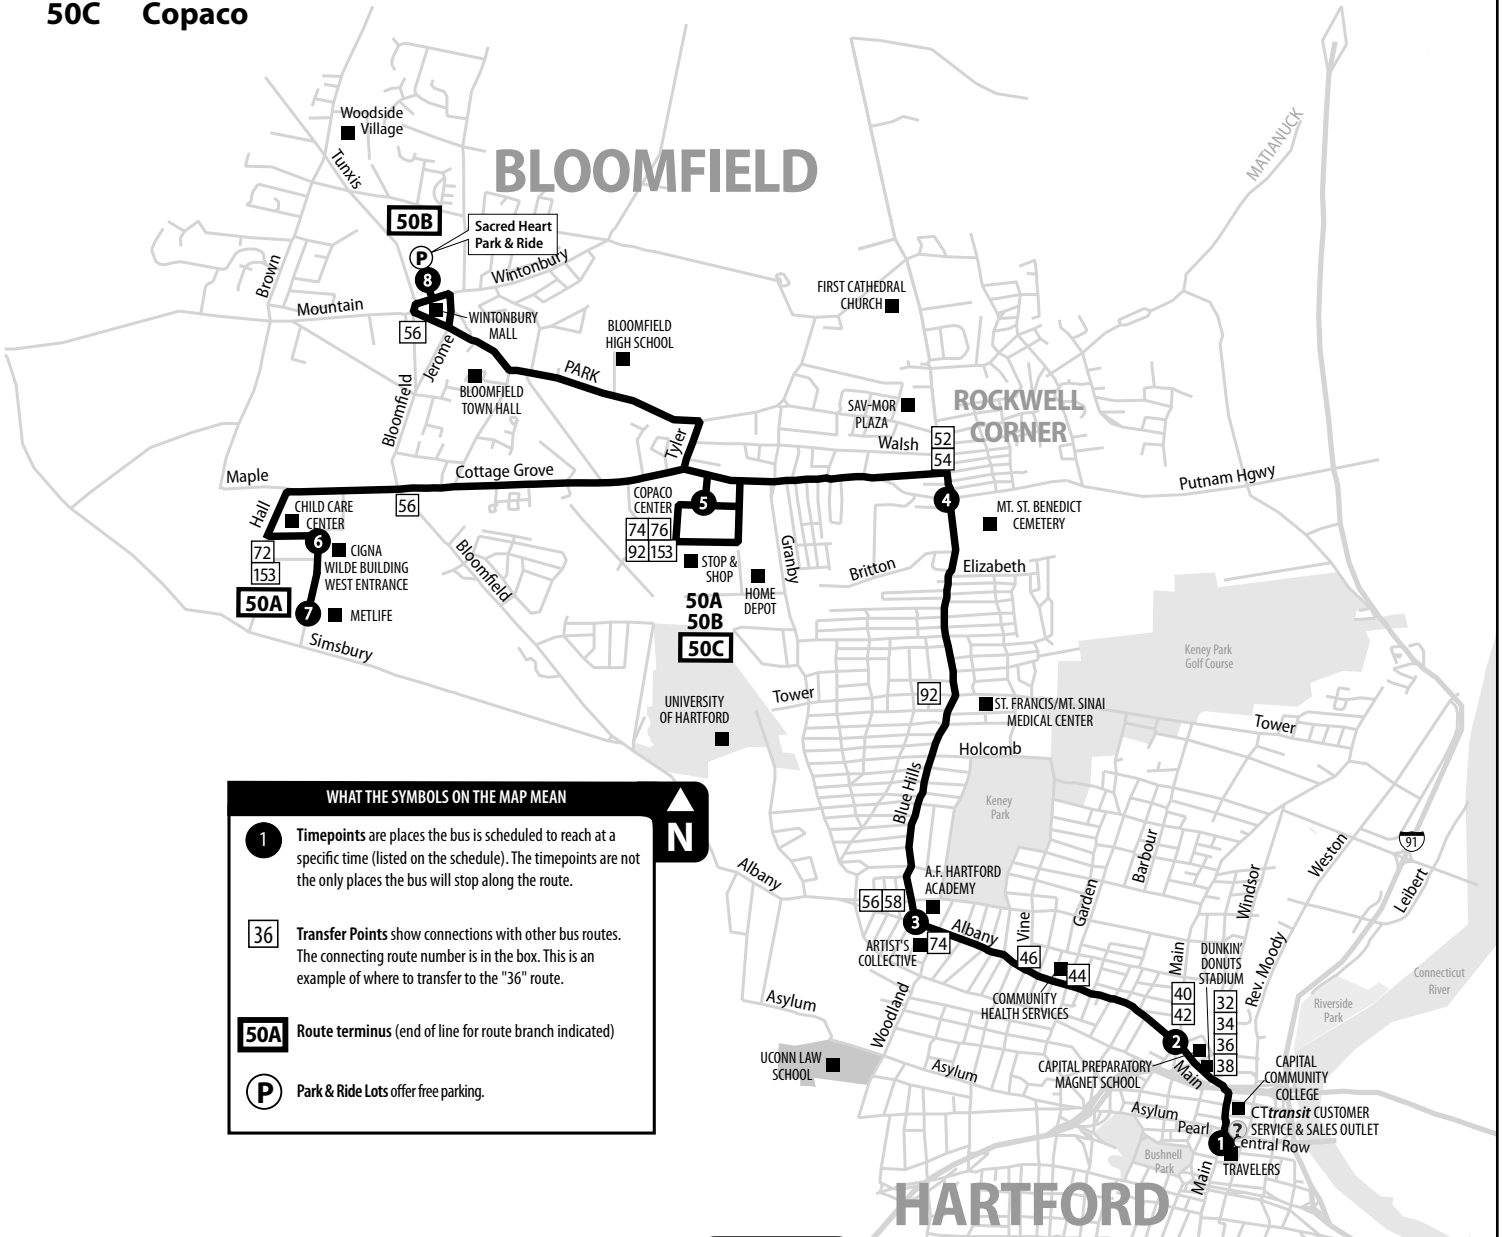 50C Copaco
Woodside
Village
Tunxis
BLOOMFIELD
MATIANUCK
50B
Sacred Heart
Park & Ride
P
8
Wintonbury
Brown
Mountain
WINTONBURY
MALL
56
Jerome
FIRST CATHEDRAL
CHURCH
BLOOMFIELD
HIGH SCHOOL
PARK
BLOOMFIELD
TOWN HALL
Bloomfield
SAV-MOR
PLAZA
ROCKWELL
CORNER
Walsh
52
54
Tyler
Maple
Cottage Grove
Putnam Hgwy
Hall
CHILD CARE
CENTER
56
COPACO
CENTER
5
4
MT. ST. BENEDICT
CEMETERY
74 76
92 153
72
153
6
CIGNA
WILDE BUILDING
WEST ENTRANCE
50A
7
METLIFE
Simsbury
Bloomfield
STOP &
SHOP
HOME
DEPOT
Granby
Britton
Elizabeth
50A
50B
50C
Keney Park
Golf Course
UNIVERSITY
OF HARTFORD
Tower
92
ST. FRANCIS/MT. SINAI
MEDICAL CENTER
Tower
Holcomb
Blue Hills
Keney
Park
WHAT THE SYMBOLS ON THE MAP MEAN
N
1
Timepoints are places the bus is scheduled to reach at a
specific time (listed on the schedule). The timepoints are not
the only places the bus will stop along the route.
36
Transfer Points show connections with other bus routes.
The connecting route number is in the box. This is an
example of where to transfer to the "36" route.
50A
Route terminus (end of line for route branch indicated)
P
Park & Ride Lots offer free parking.
91
Albany
Barbour
Weston
Leibert
Windsor
Garden
A.F. HARTFORD
ACADEMY
56 58
3
Albany
Vine
ARTIST'S
COLLECTIVE
74
46
44
Main
DUNKIN'
DONUTS
STADIUM
Rev. Moody
Connecticut
River
Riverside
Park
COMMUNITY
HEALTH SERVICES
40
42
32
34
36
38
Asylum
Woodland
2
UCONN LAW
SCHOOL
Asylum
CAPITAL PREPARATORY
MAGNET SCHOOL
Main
CAPITAL
COMMUNITY
COLLEGE
Asylum
Pearl
CTtransit CUSTOMER
SERVICE & SALES OUTLET
?
1
Central Row
TRAVELERS
Bushnell
Park
Main
HARTFORD